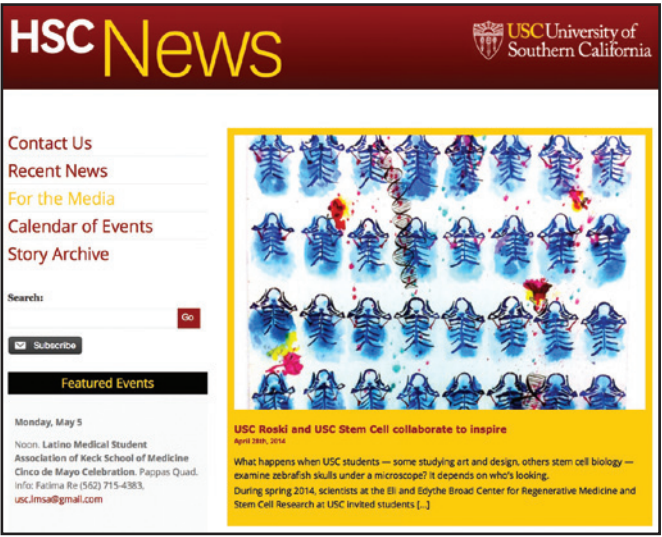 HSC News
USC University of
Southern California
Contact Us
Recent News
For the Media
Calendar of Events
Story Archive
Search:
Go
Subscribe
Featured Events
Monday, May 5
Noon. Latino Medical Student
Association of Keck School of Medicine
Cinco de Mayo Celebration. Pappas Quad.
Info: Fatima Re (562) 715-4383,
usc.lmsa@gmail.com
USC Roski and USC Stem Cell collaborate to inspire
April 28th, 2014
What happens when USC students — some studying art and design, others stem cell biology —
examine zebrafish skulls under a microscope? It depends on who's looking.
During spring 2014, scientists at the Eli and Edythe Broad Center for Regenerative Medicine and
Stem Cell Research at USC invited students [...]